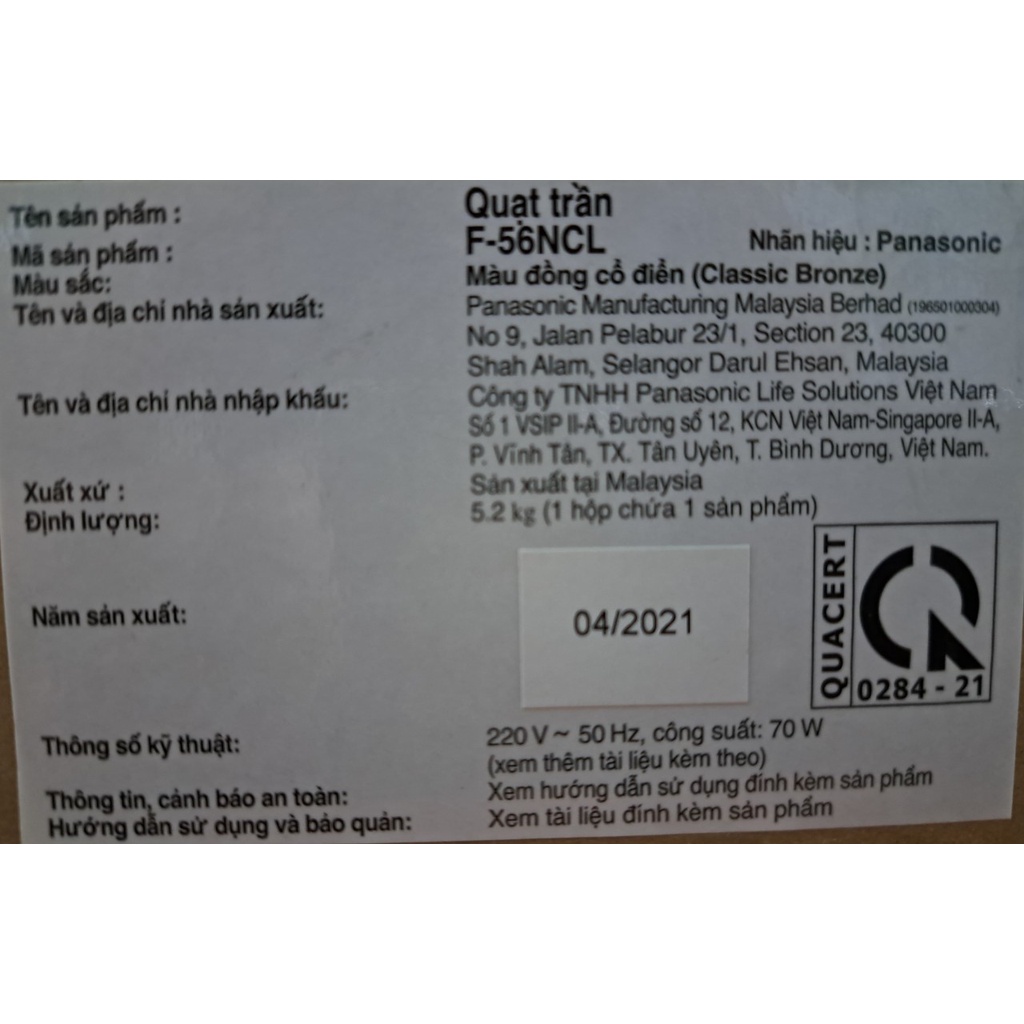 Tên sản phẩm : Quạt trần
Mã sản phẩm : F-56NCL Nhãn hiệu : Panasonic
Màu sắc: Màu đồng cổ điển (Classic Bronze)
Tên và địa chỉ nhà sản xuất: Panasonic Manufacturing Malaysia Berhad (196501000304)
No 9, Jalan Pelabur 23/1, Section 23, 40300
Shah Alam, Selangor Darul Ehsan, Malaysia
Tên và địa chỉ nhà nhập khẩu: Công ty TNHH Panasonic Life Solutions Việt Nam
Số 1 VSIP II-A, Đường số 12, KCN Việt Nam-Singapore II-A,
P. Vĩnh Tân, TX. Tân Uyên, T. Bình Dương, Việt Nam.
Xuất xứ : Sản xuất tại Malaysia
Định lượng: 5.2 kg (1 hộp chứa 1 sản phẩm)
Năm sản xuất: 04/2021
QUACERT
0284 - 21
Thông số kỹ thuật: 220 V ~ 50 Hz, công suất: 70 W
(xem thêm tài liệu kèm theo)
Thông tin, cảnh báo an toàn: Xem hướng dẫn sử dụng đính kèm sản phẩm
Hướng dẫn sử dụng và bảo quản: Xem tài liệu đính kèm sản phẩm